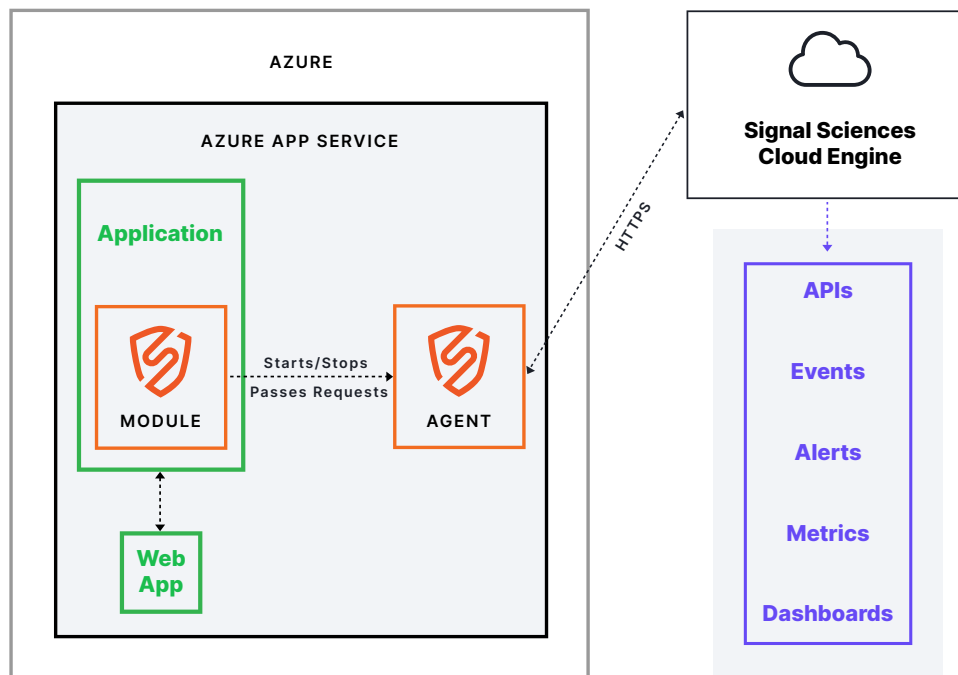 AZURE
AZURE APP SERVICE
Application
MODULE
Starts/Stops
Passes Requests
AGENT
Web
App
HTTPS
Signal Sciences
Cloud Engine
APIs
Events
Alerts
Metrics
Dashboards